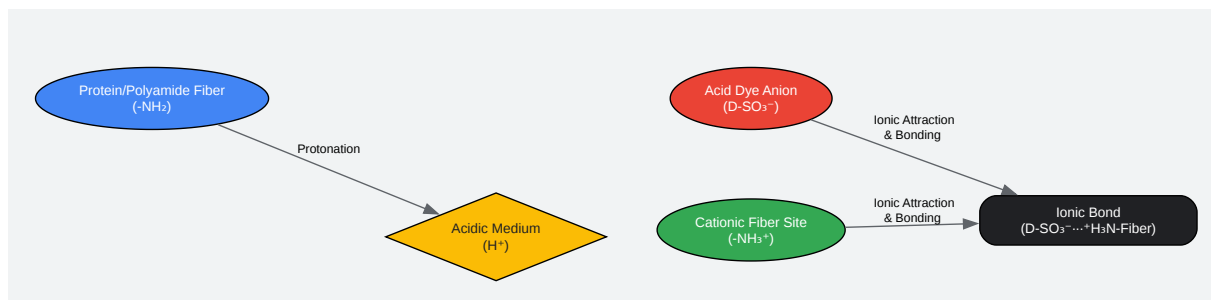 Protein/Polyamide Fiber
(-NH₂)
Protonation
Acidic Medium
(H⁺)
Acid Dye Anion
(D-SO₃⁻)
Ionic Attraction
& Bonding
Cationic Fiber Site
(-NH₃⁺)
Ionic Attraction
& Bonding
Ionic Bond
(D-SO₃⁻···⁺H₃N-Fiber)